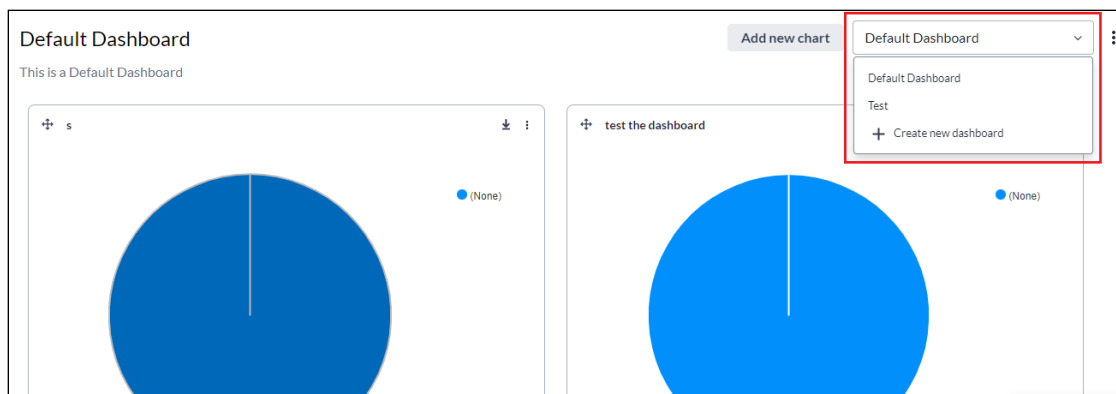 Default Dashboard
Add new chart
Default Dashboard
This is a Default Dashboard
Default Dashboard
Test
Create new dashboard
s
test the dashboard
(None)
(None)